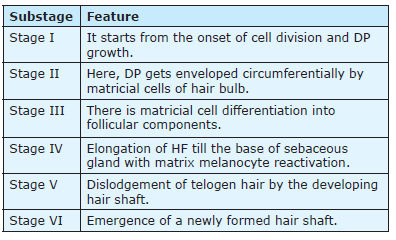 Substage Feature
Stage I It starts from the onset of cell division and DP
growth.
Stage II Here, DP gets enveloped circumferentially by
matricial cells of hair bulb.
Stage III There is matricial cell differentiation into
follicular components.
Stage IV Elongation of HF till the base of sebaceous
gland with matrix melanocyte reactivation.
Stage V Dislodgement of telogen hair by the developing
hair shaft.
Stage VI Emergence of a newly formed hair shaft.